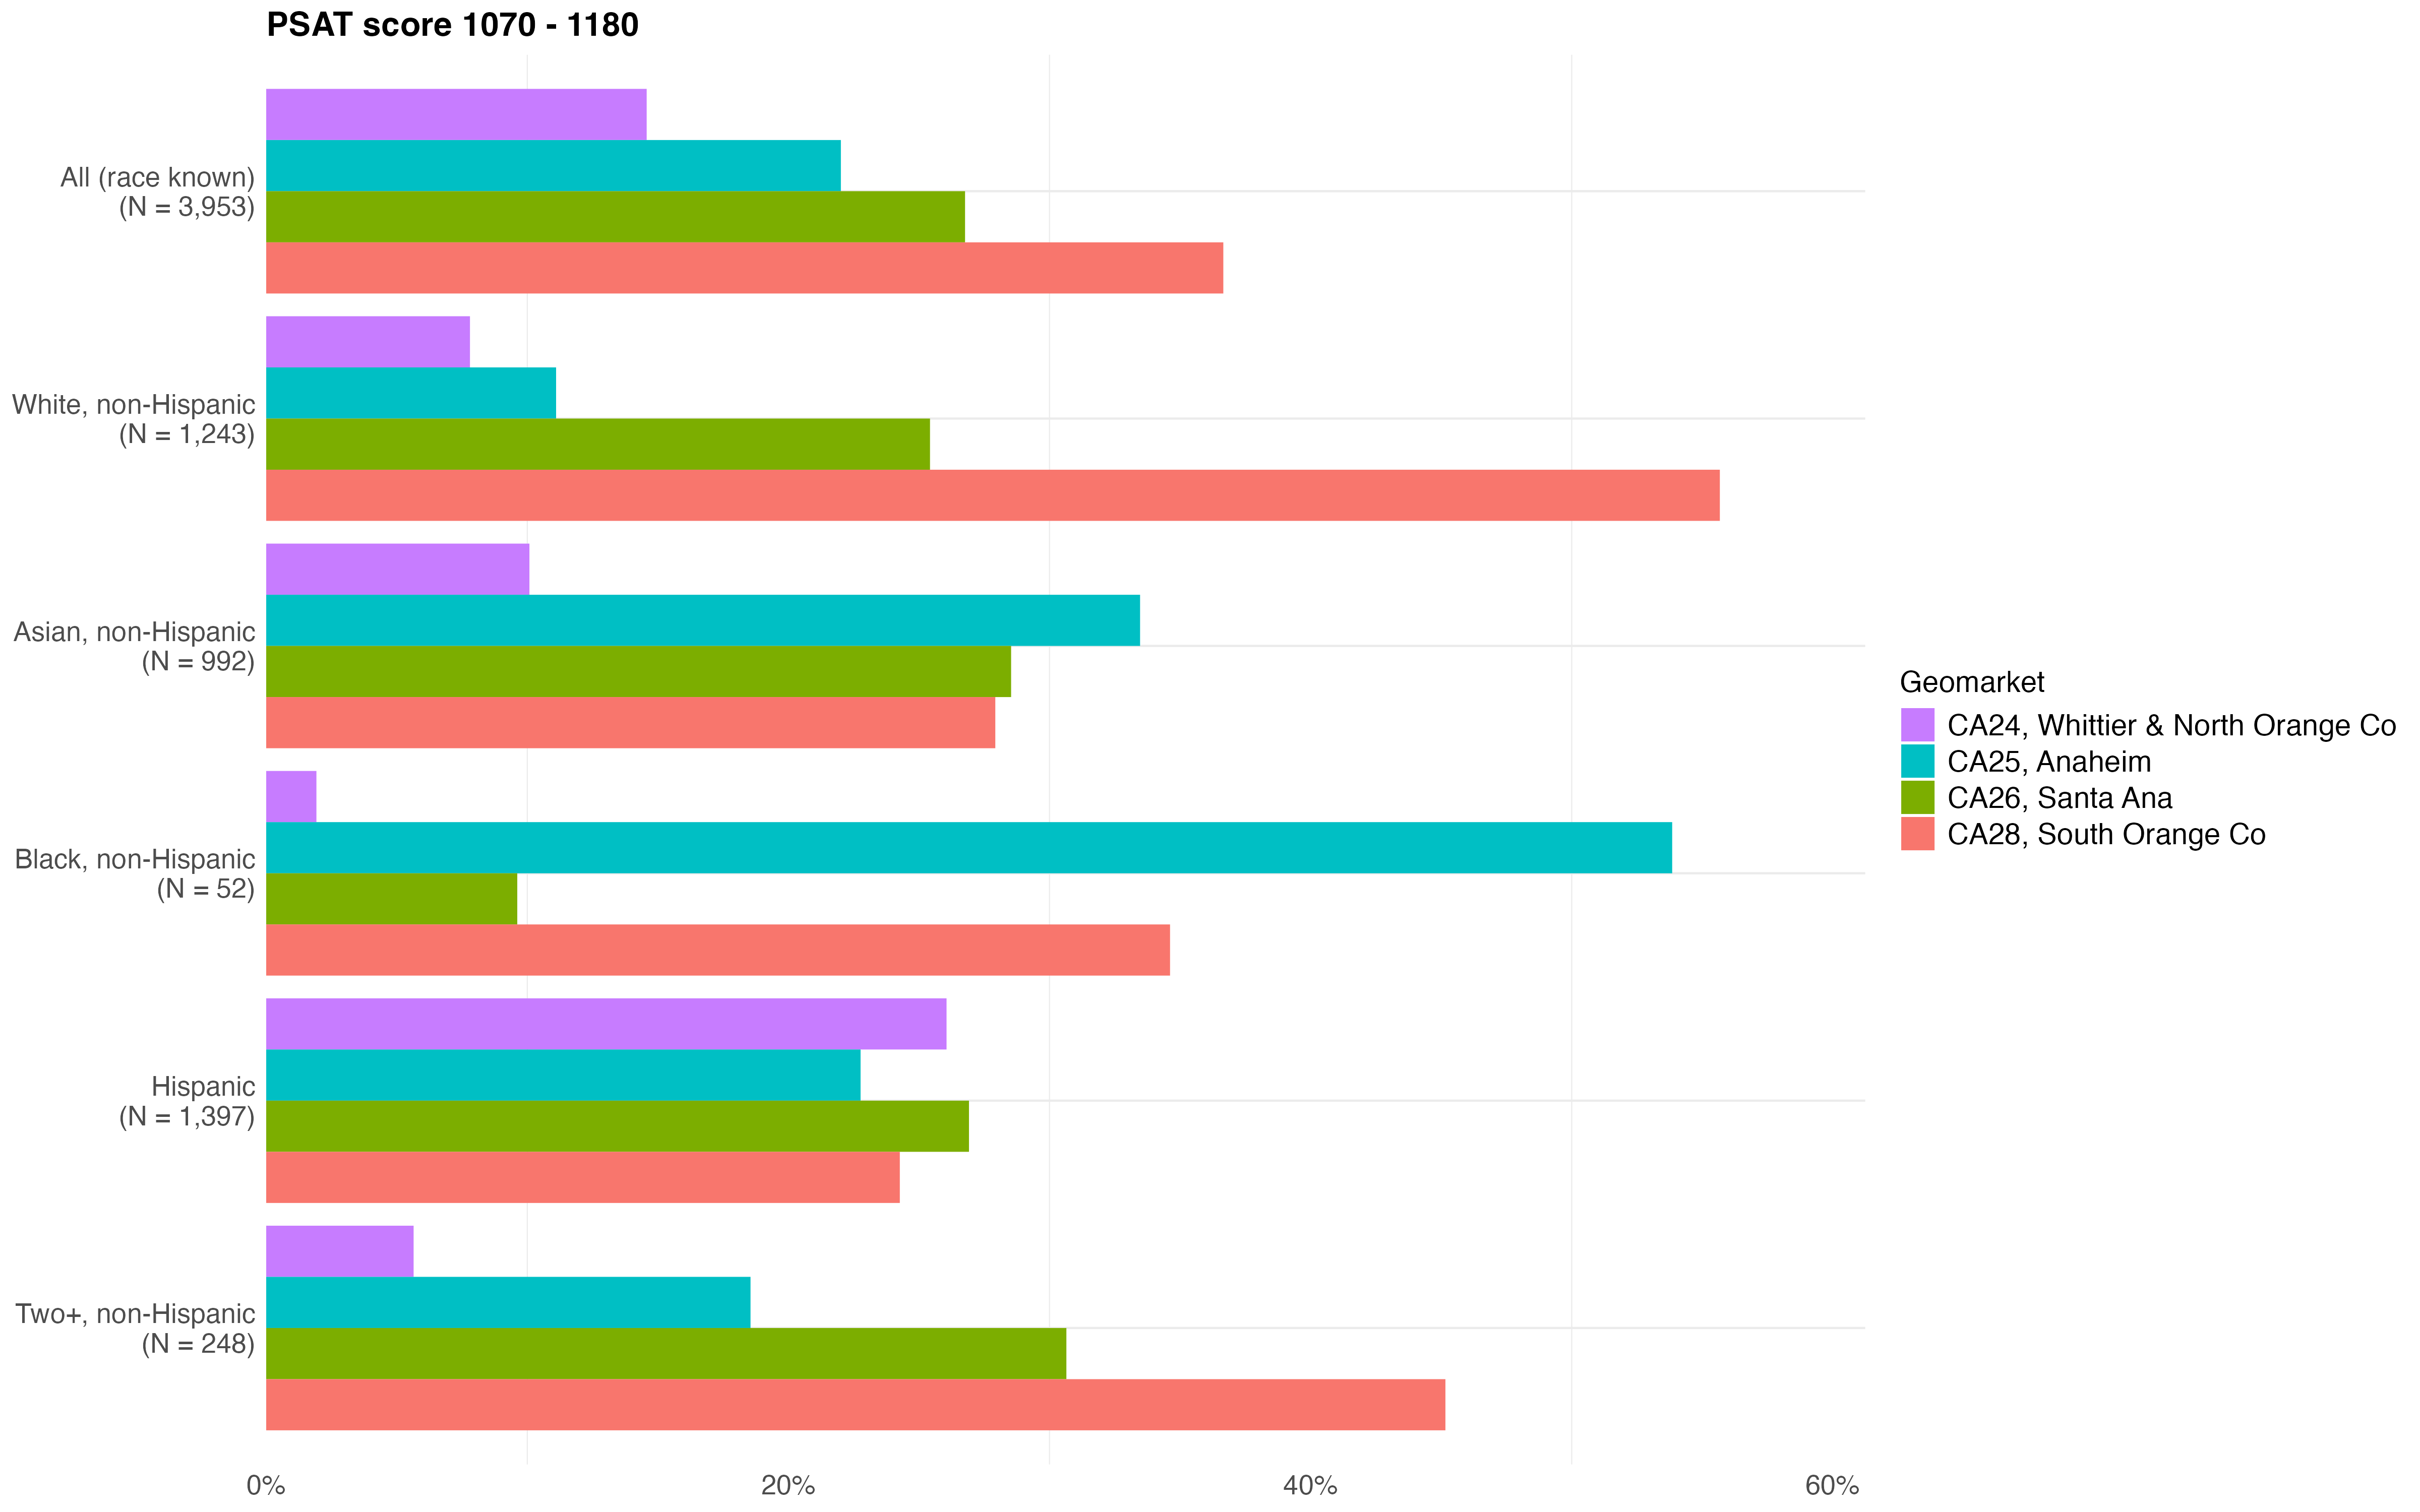 PSAT score 1070 - 1180
All (race known)
(N = 3,953)
White, non-Hispanic
(N = 1,243)
Asian, non-Hispanic
(N = 992)
Black, non-Hispanic
(N = 52)
Hispanic
(N = 1,397)
Two+, non-Hispanic
(N = 248)
0%
20%
40%
60%
Geomarket
CA24, Whittier & North Orange Co
CA25, Anaheim
CA26, Santa Ana
CA28, South Orange Co